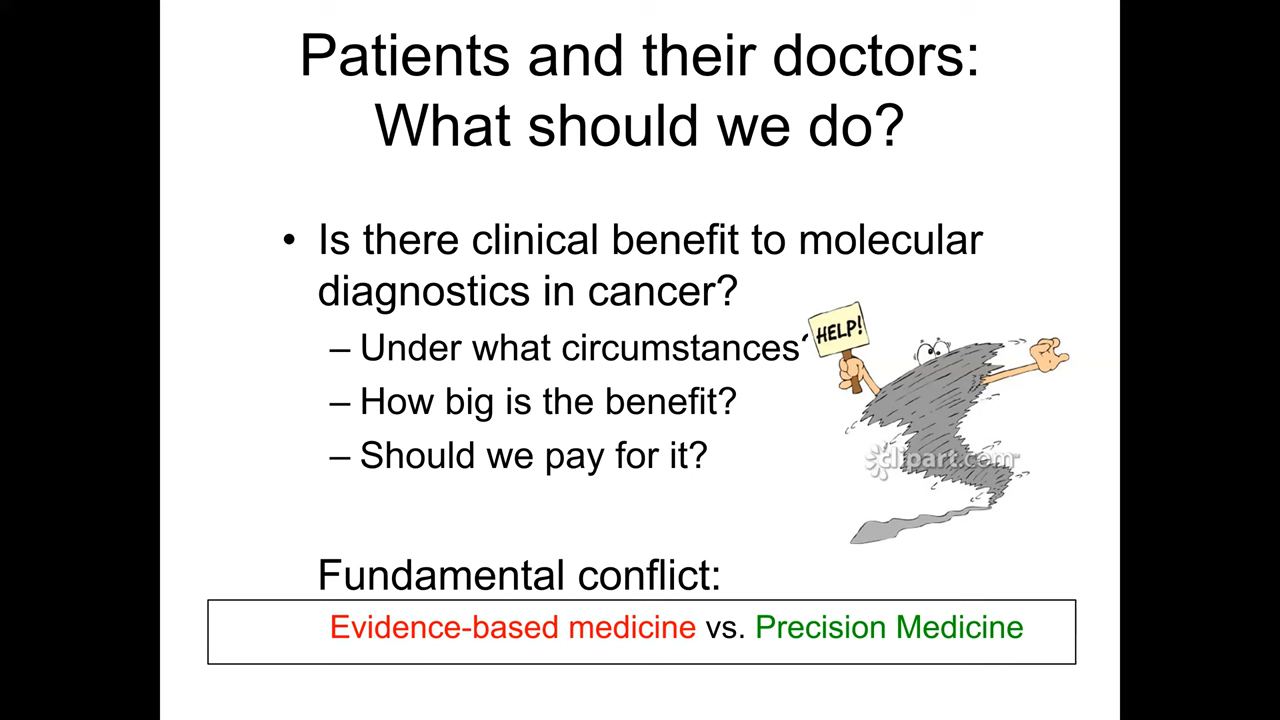 Patients and their doctors:
What should we do?
• Is there clinical benefit to molecular
diagnostics in cancer?
– Under what circumstances?
– How big is the benefit?
– Should we pay for it?
HELP!
clipart.com
Fundamental conflict:
Evidence-based medicine vs. Precision Medicine